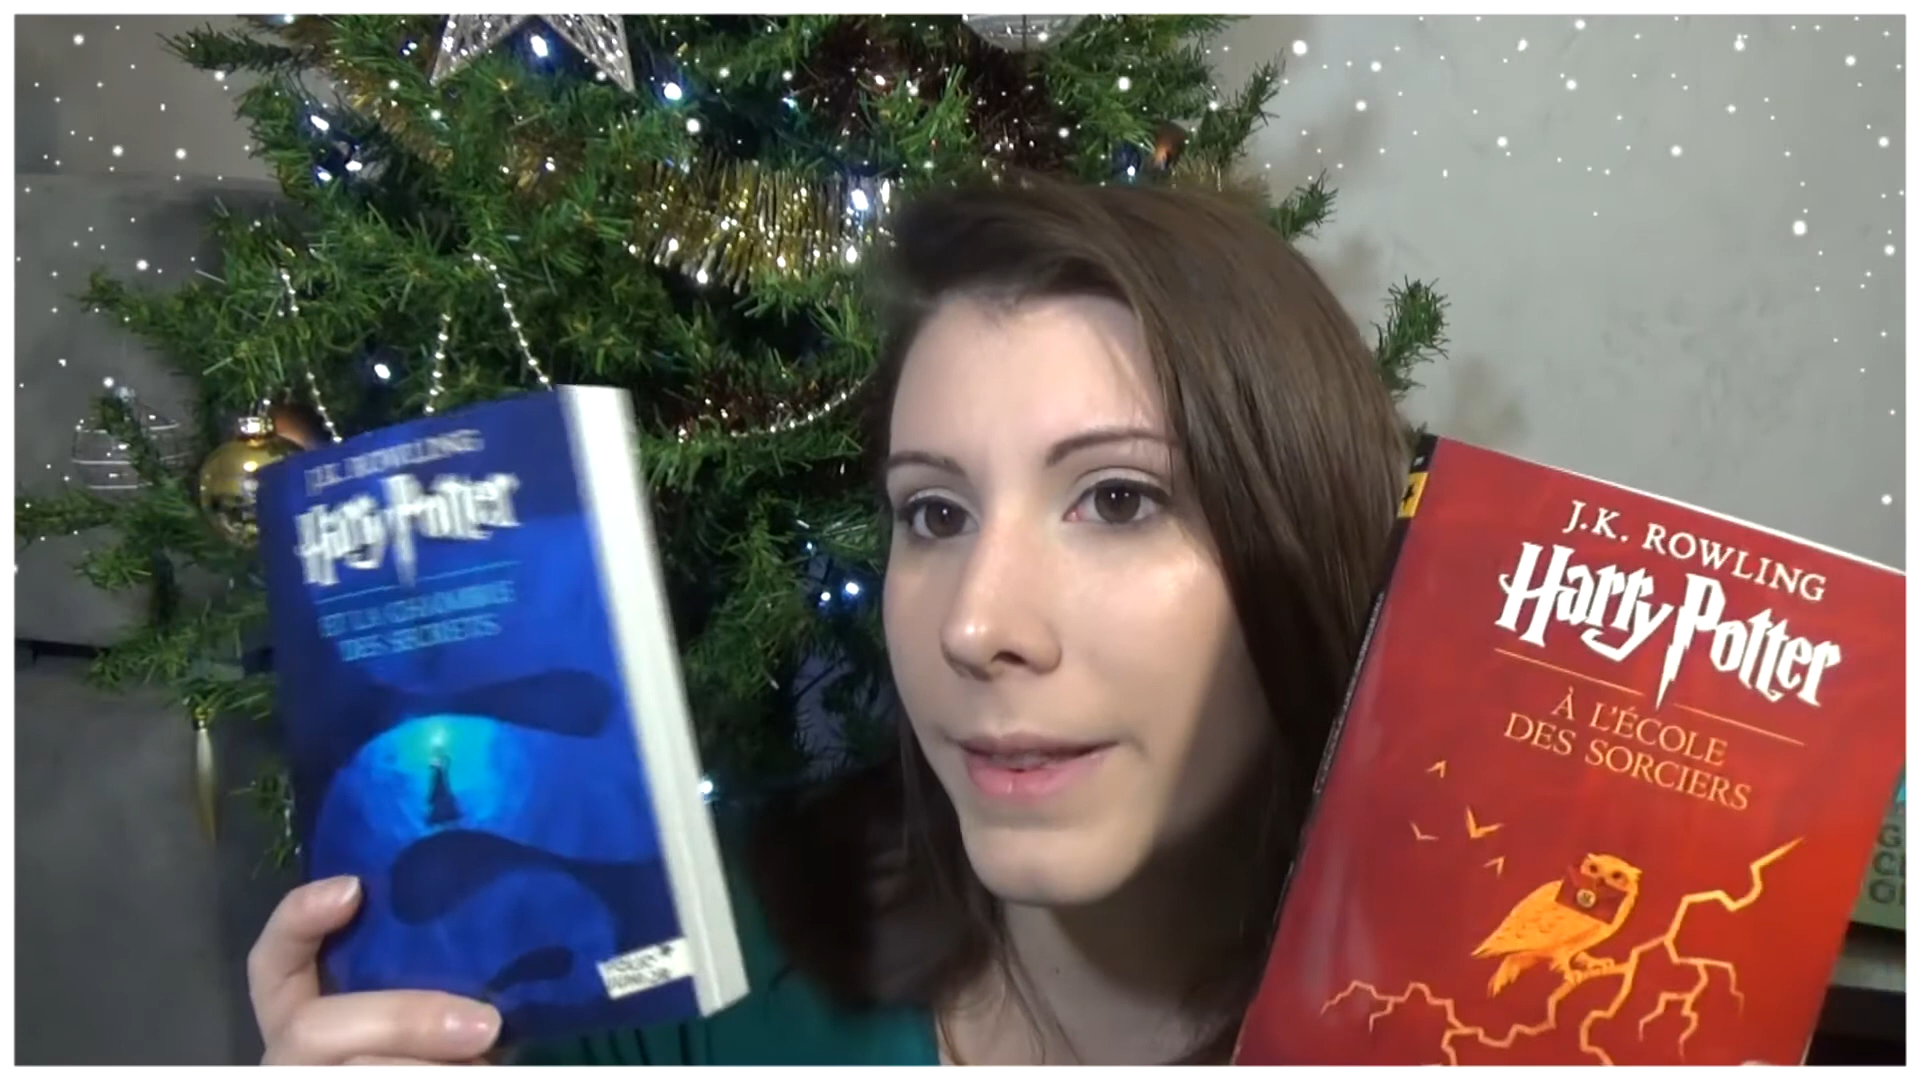 J.K. ROWLING
Harry Potter
ET LA CHAMBRE
DES SECRETS
J.K. ROWLING
Harry Potter
À L'ÉCOLE
DES SORCIERS